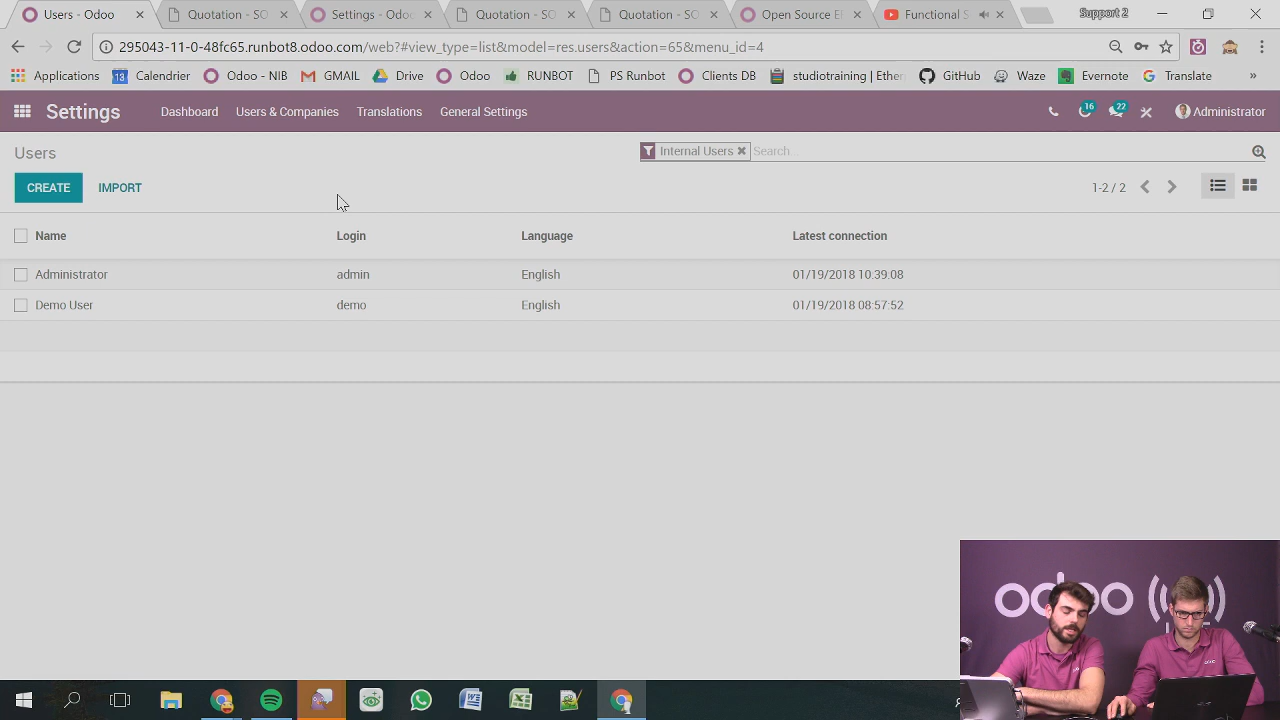 Users - Odoo
Quotation - SO
Settings - Odoo
Quotation - SO
Quotation - SO
Open Source E
Functional S
Support 2
295043-11-0-48fc65.runbot8.odoo.com/web?#view_type=list&model=res.users&action=65&menu_id=4
Applications
13
Calendrier
Odoo - NIB
GMAIL
Drive
Odoo
RUNBOT
PS Runbot
Clients DB
studiotraining | Ether
GitHub
Waze
Evernote
Translate
»
Settings
Dashboard
Users & Companies
Translations
General Settings
16
22
Administrator
Users
Internal Users
Search...
CREATE
IMPORT
1-2 / 2
Name Login Language Latest connection
Administrator admin English 01/19/2018 10:39:08
Demo User demo English 01/19/2018 08:57:52
odoo